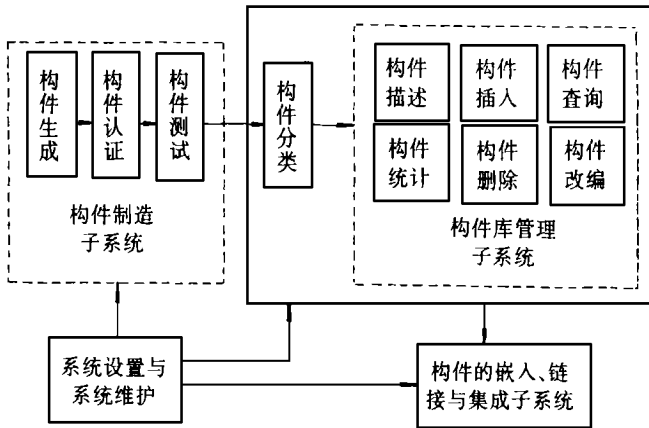 构件生成
构件认证
构件测试
构件制造
子系统
构件分类
构件
描述
构件
插入
构件
查询
构件
统计
构件
删除
构件
改编
构件库管理
子系统
系统设置与
系统维护
构件的嵌入、链
接与集成子系统